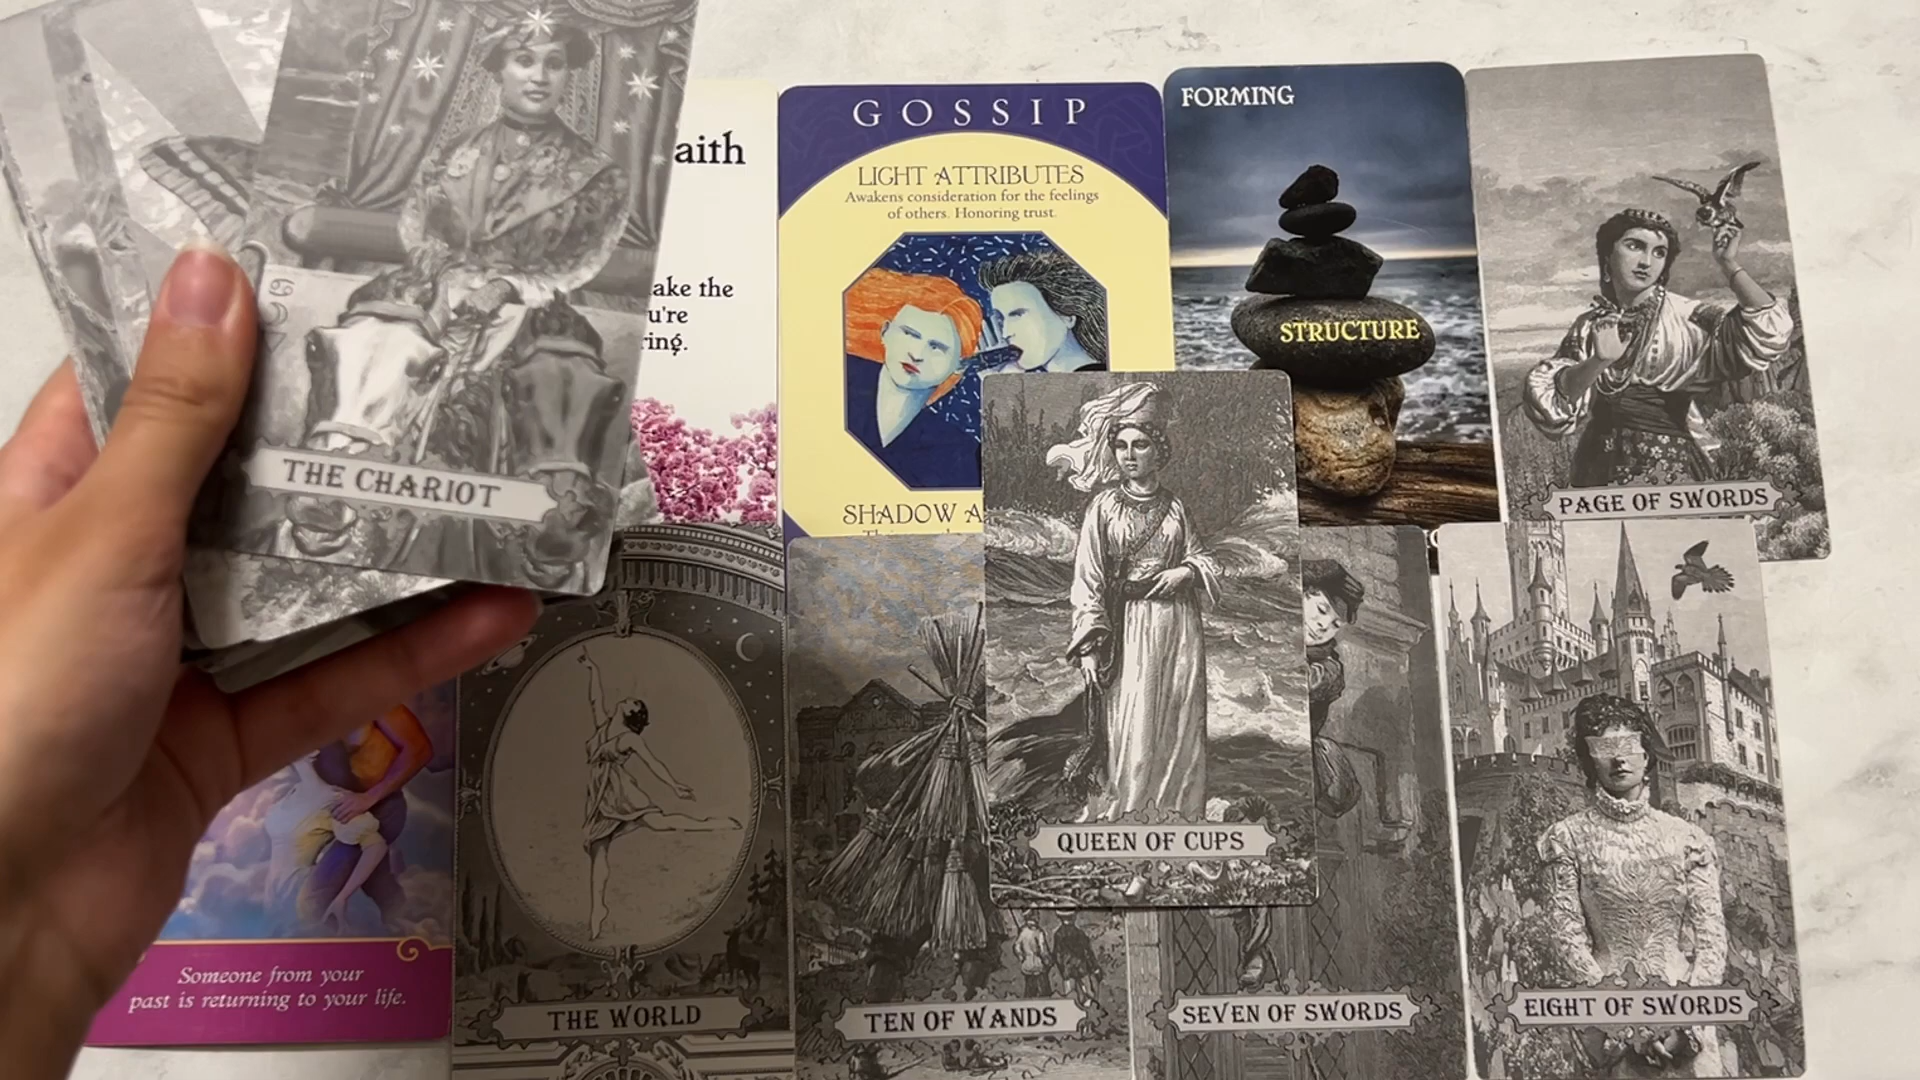 THE CHARIOT
aith
ake the
u're
ring.
GOSSIP
LIGHT ATTRIBUTES
Awakens consideration for the feelings
of others. Honoring trust.
SHADOW A
FORMING
STRUCTURE
PAGE OF SWORDS
QUEEN OF CUPS
Someone from your
past is returning to your life.
THE WORLD
TEN OF WANDS
SEVEN OF SWORDS
EIGHT OF SWORDS